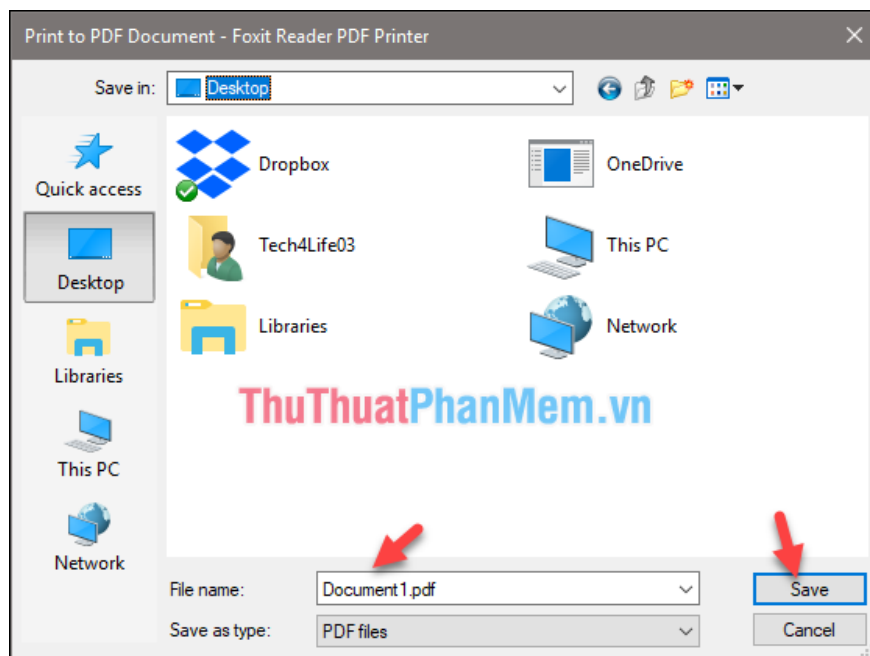 Print to PDF Document - Foxit Reader PDF Printer
Save in: Desktop
Quick access
Desktop
Libraries
This PC
Network
Dropbox
OneDrive
Tech4Life03
This PC
Libraries
Network
ThuThuatPhanMem.vn
File name: Document1.pdf Save
Save as type: PDF files Cancel